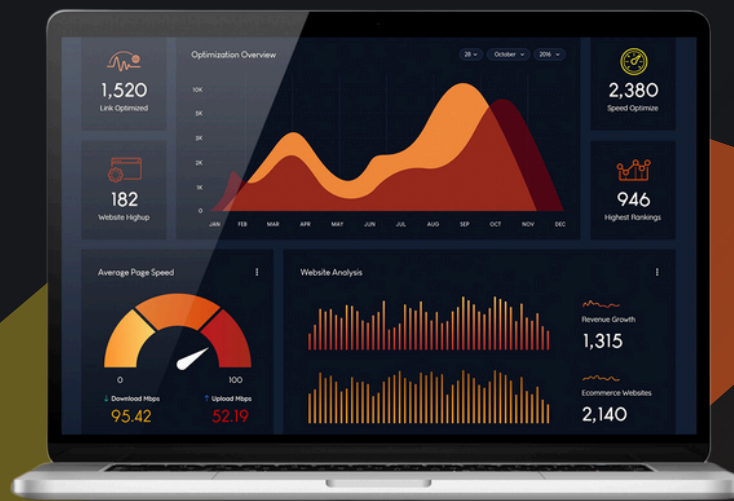 1,520
Link Optimized
182
Website Highup
Optimization Overview
28
October
2016
10K
5K
3K
2K
1K
0
JAN FEB MAR APR MAY JUN JUL AUG SEP OCT NOV DEC
2,380
Speed Optimize
946
Highest Rankings
Average Page Speed
0
100
↓ Download Mbps
95.42
↑ Upload Mbps
52.19
Website Analysis
Revenue Growth
1,315
Ecommerce Websites
2,140